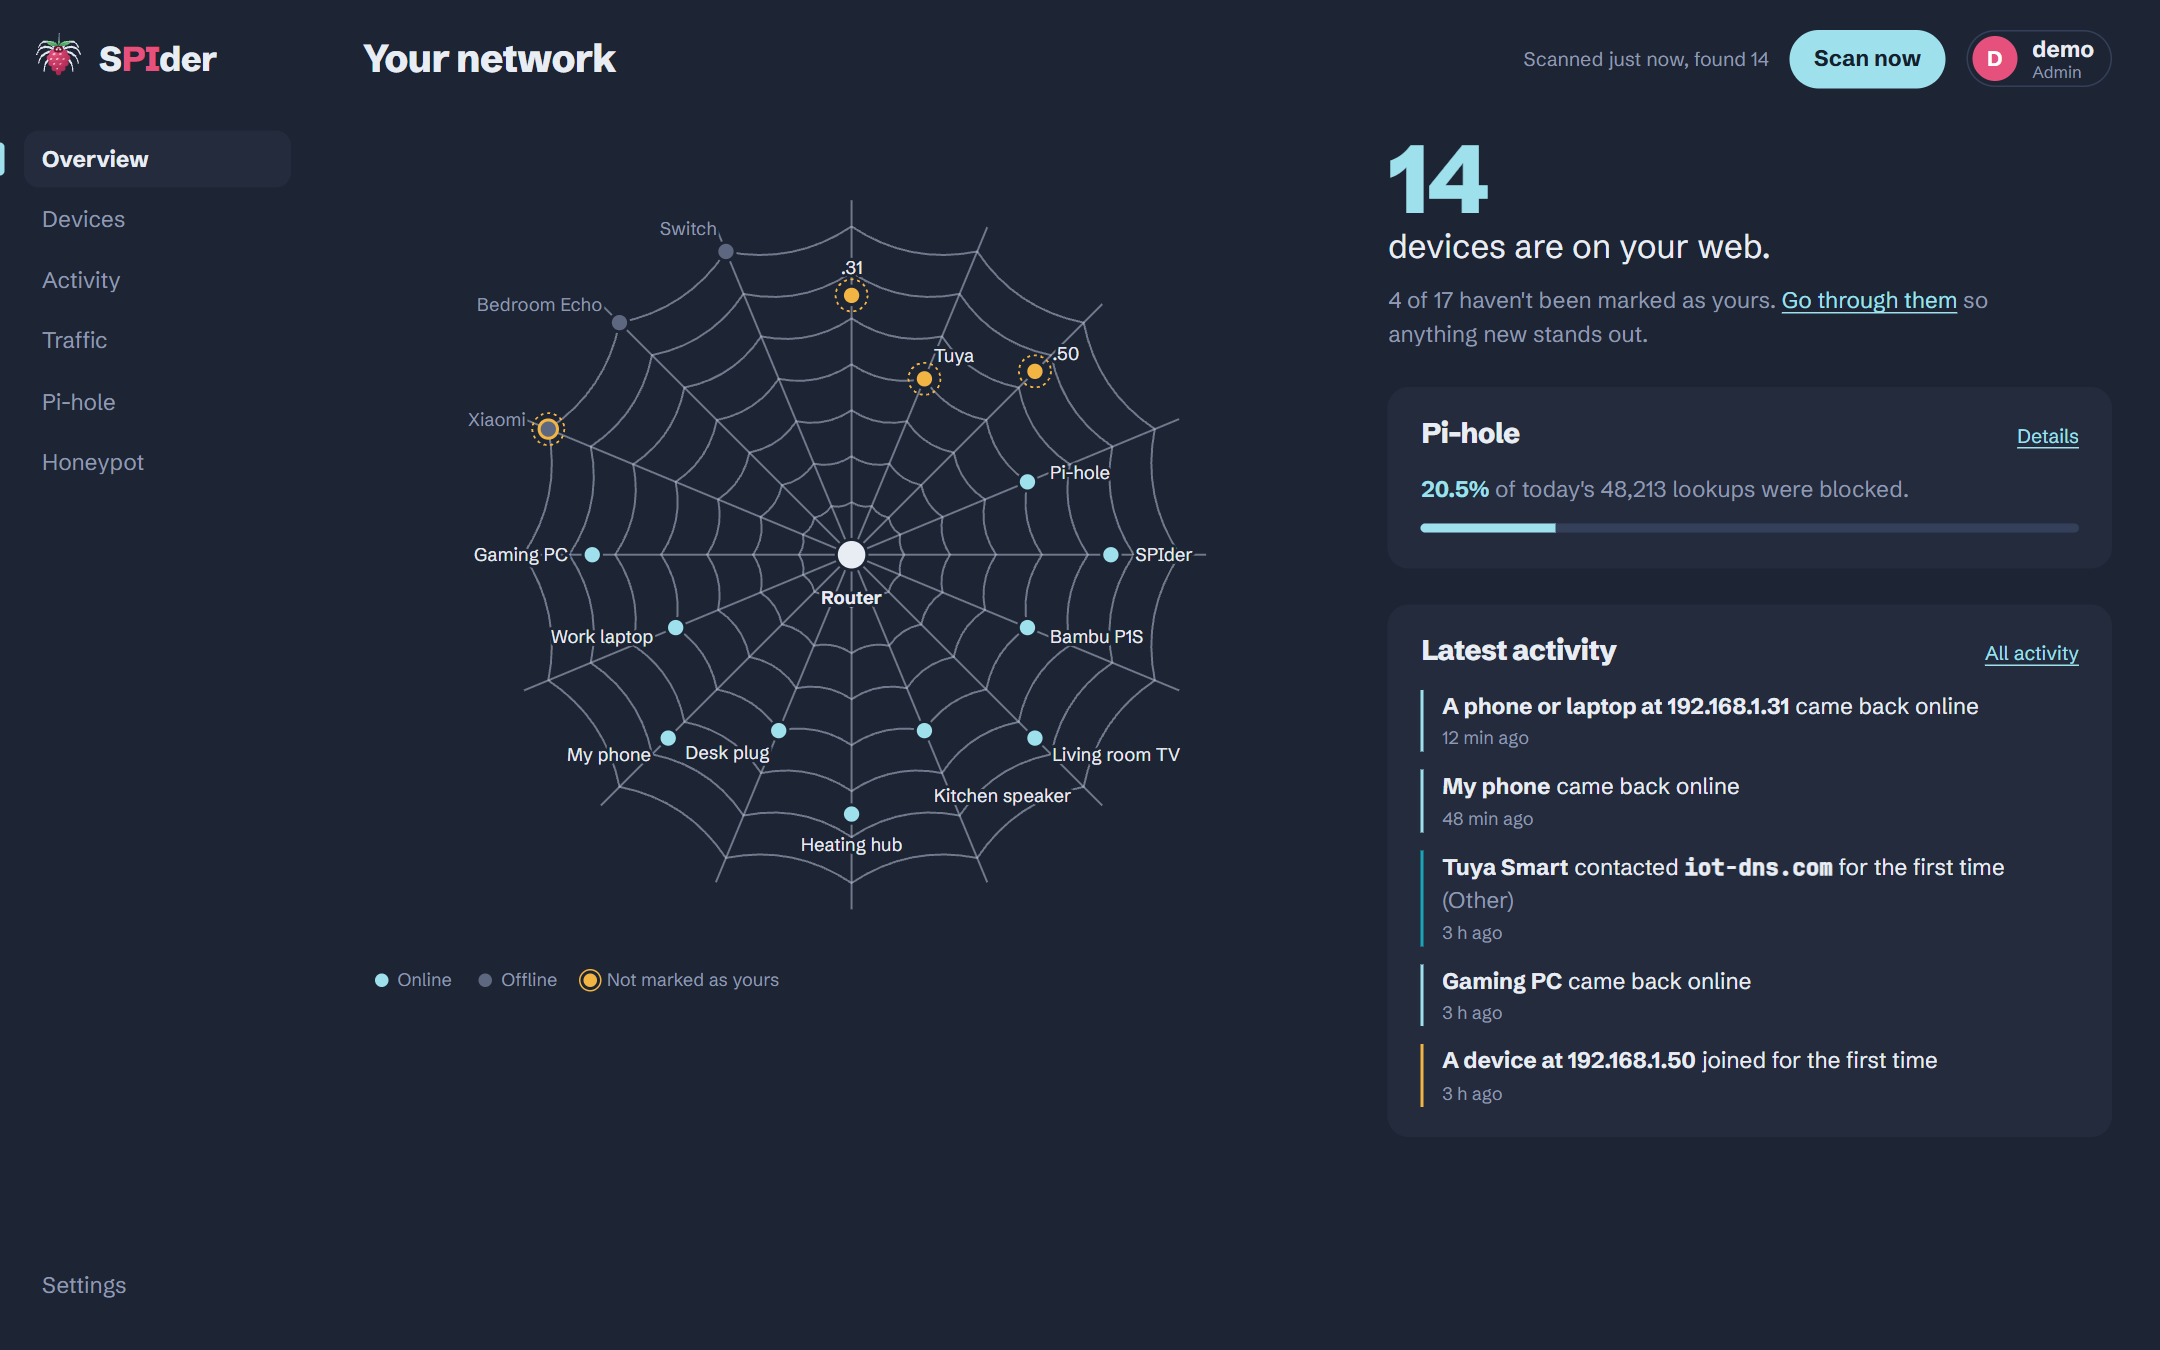 SPIder
Your network
Scanned just now, found 14
Scan now
D
demo
Admin
Overview
Devices
Activity
Traffic
Pi-hole
Honeypot
Settings
Switch
.31
Bedroom Echo
Tuya
.50
Xiaomi
Pi-hole
Gaming PC
SPIder
Router
Work laptop
Bambu P1S
My phone
Desk plug
Living room TV
Kitchen speaker
Heating hub
Online
Offline
Not marked as yours
14
devices are on your web.
4 of 17 haven't been marked as yours. Go through them so
anything new stands out.
Pi-hole
Details
20.5% of today's 48,213 lookups were blocked.
Latest activity
All activity
A phone or laptop at 192.168.1.31 came back online
12 min ago
My phone came back online
48 min ago
Tuya Smart contacted iot-dns.com for the first time
(Other)
3 h ago
Gaming PC came back online
3 h ago
A device at 192.168.1.50 joined for the first time
3 h ago